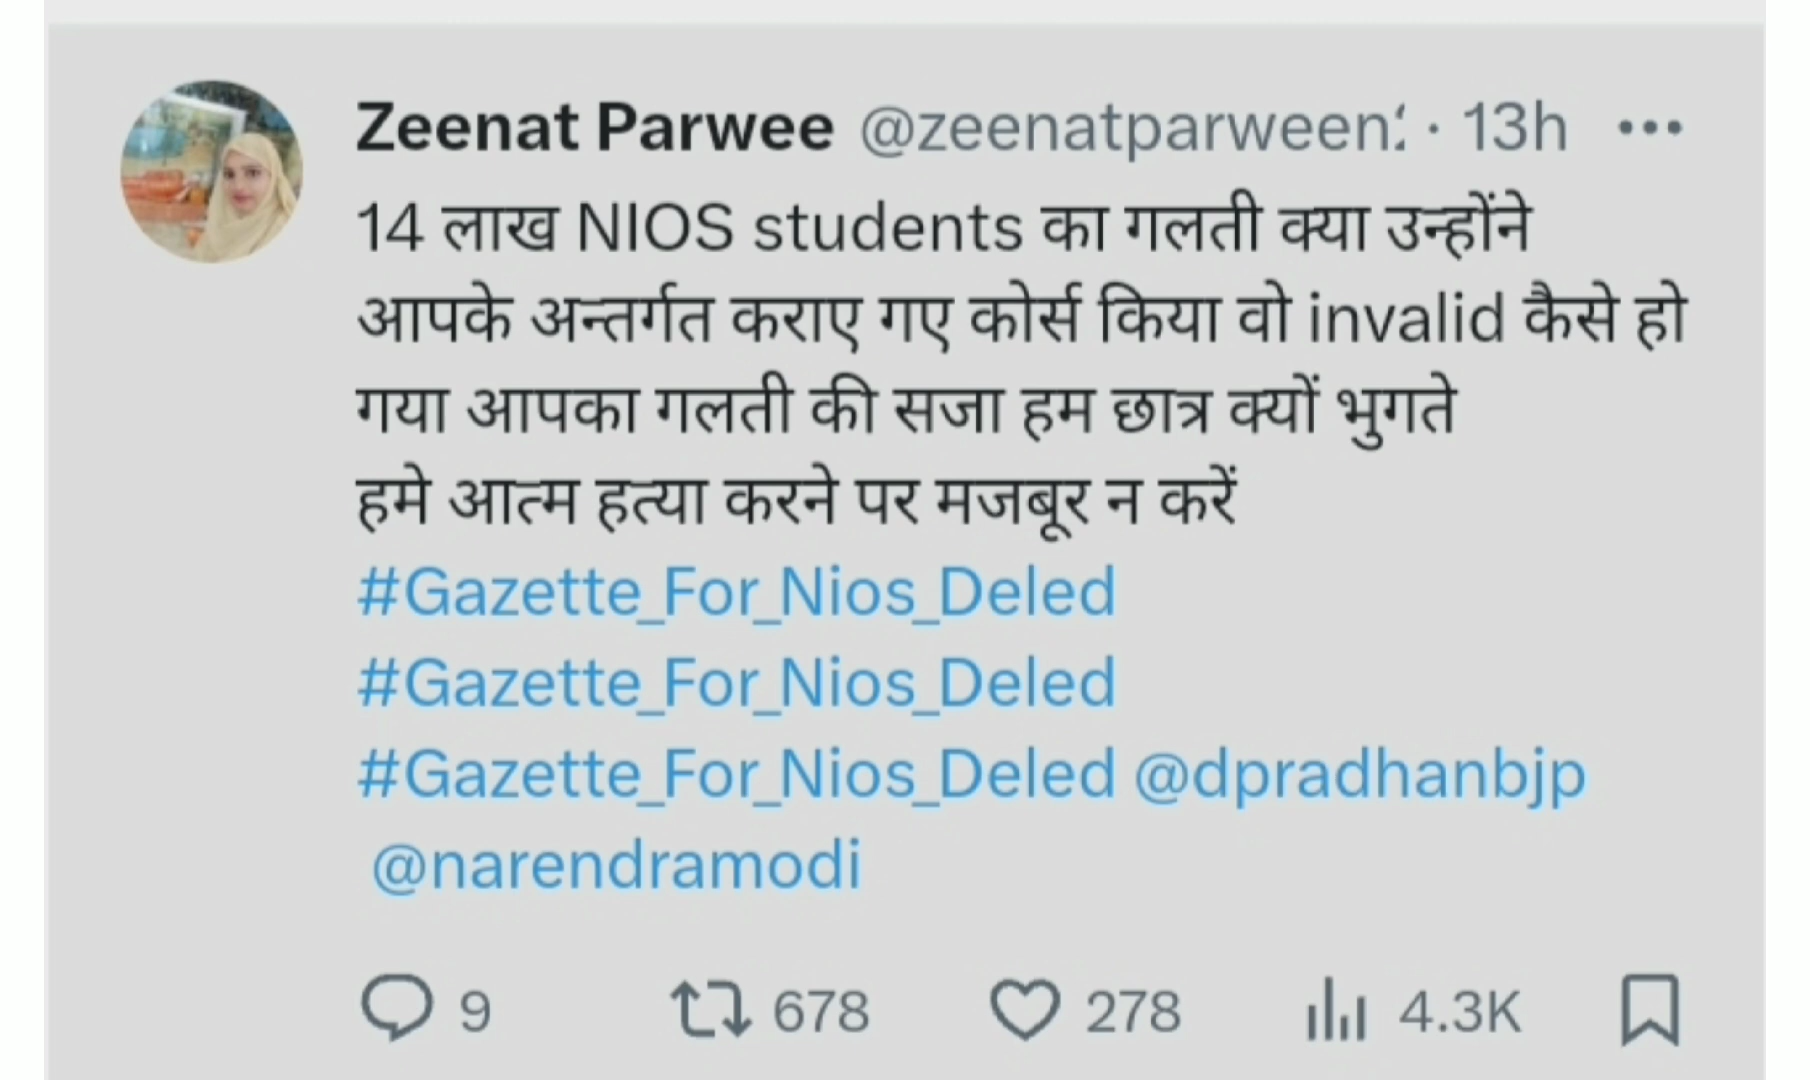 Zeenat Parwee @zeenatparween · 13h
14 लाख NIOS students का गलती क्या उन्होंने
आपके अन्तर्गत कराए गए कोर्स किया वो invalid कैसे हो
गया आपका गलती की सजा हम छात्र क्यों भुगते
हमे आत्म हत्या करने पर मजबूर न करें
#Gazette_For_Nios_Deled
#Gazette_For_Nios_Deled
#Gazette_For_Nios_Deled @dpradhanbjp
@narendramodi
9 678 278 4.3K